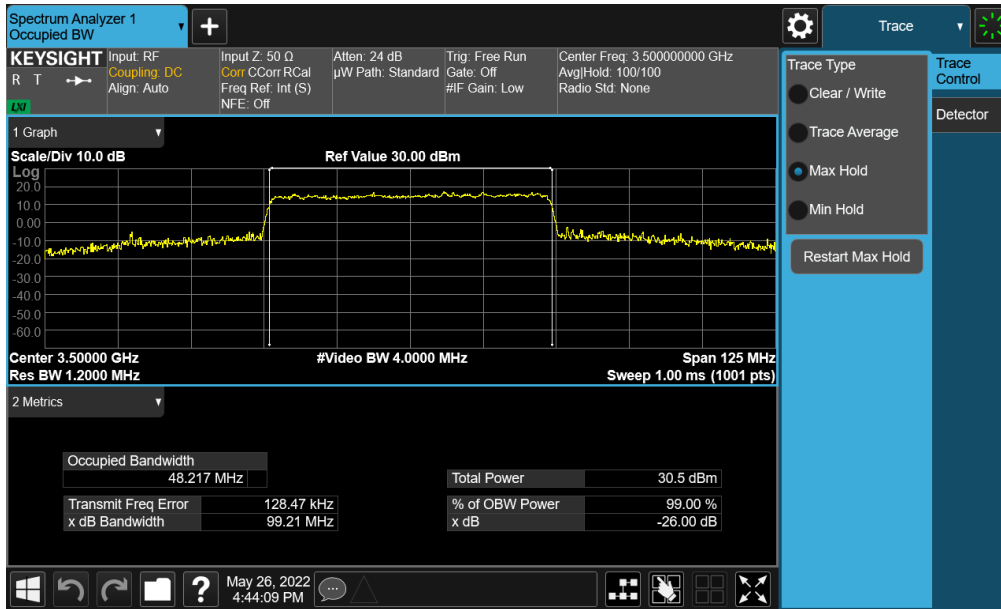 Spectrum Analyzer 1
Occupied BW
+
Trace
KEYSIGHT
R T
LXI
Input: RF
Coupling: DC
Align: Auto
Input Z: 50 Ω
Corr CCorr RCal
Freq Ref: Int (S)
NFE: Off
Atten: 24 dB
µW Path: Standard
Trig: Free Run
Gate: Off
#IF Gain: Low
Center Freq: 3.500000000 GHz
Avg|Hold: 100/100
Radio Std: None
Trace Type
Clear / Write
Trace Average
Max Hold
Min Hold
Restart Max Hold
Trace
Control
Detector
1 Graph
Scale/Div 10.0 dB
Ref Value 30.00 dBm
Log
20.0
10.0
0.00
-10.0
-20.0
-30.0
-40.0
-50.0
-60.0
Center 3.50000 GHz
#Video BW 4.0000 MHz
Span 125 MHz
Res BW 1.2000 MHz
Sweep 1.00 ms (1001 pts)
2 Metrics
Occupied Bandwidth
48.217 MHz
Total Power 30.5 dBm
Transmit Freq Error 128.47 kHz
% of OBW Power 99.00 %
x dB Bandwidth 99.21 MHz
x dB -26.00 dB
?
May 26, 2022
4:44:09 PM